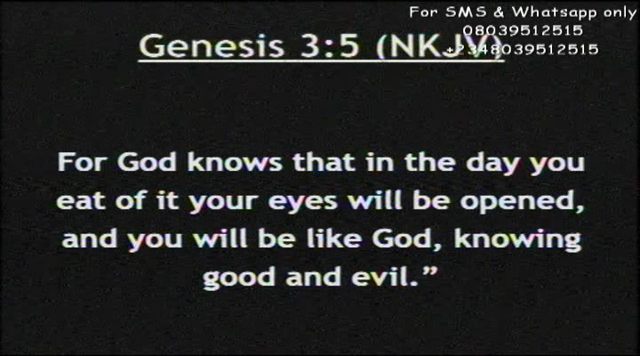 For SMS & Whatsapp only
08039512515
+2348039512515
Genesis 3:5 (NKJV)
For God knows that in the day you
eat of it your eyes will be opened,
and you will be like God, knowing
good and evil.”